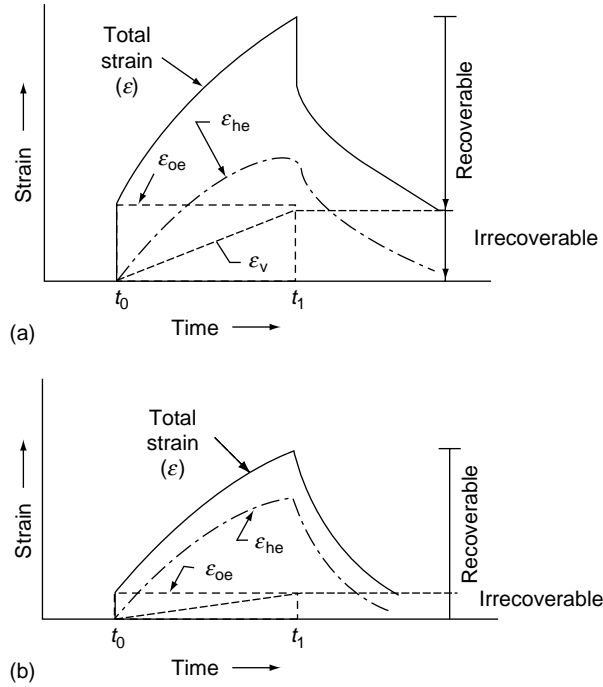 Total
strain
(ε)
ε_he
ε_oe
Strain
Recoverable
Irrecoverable
ε_v
t_0
t_1
Time
(a)
Total
strain
(ε)
ε_he
ε_oe
Strain
Recoverable
Irrecoverable
t_0
t_1
Time
(b)